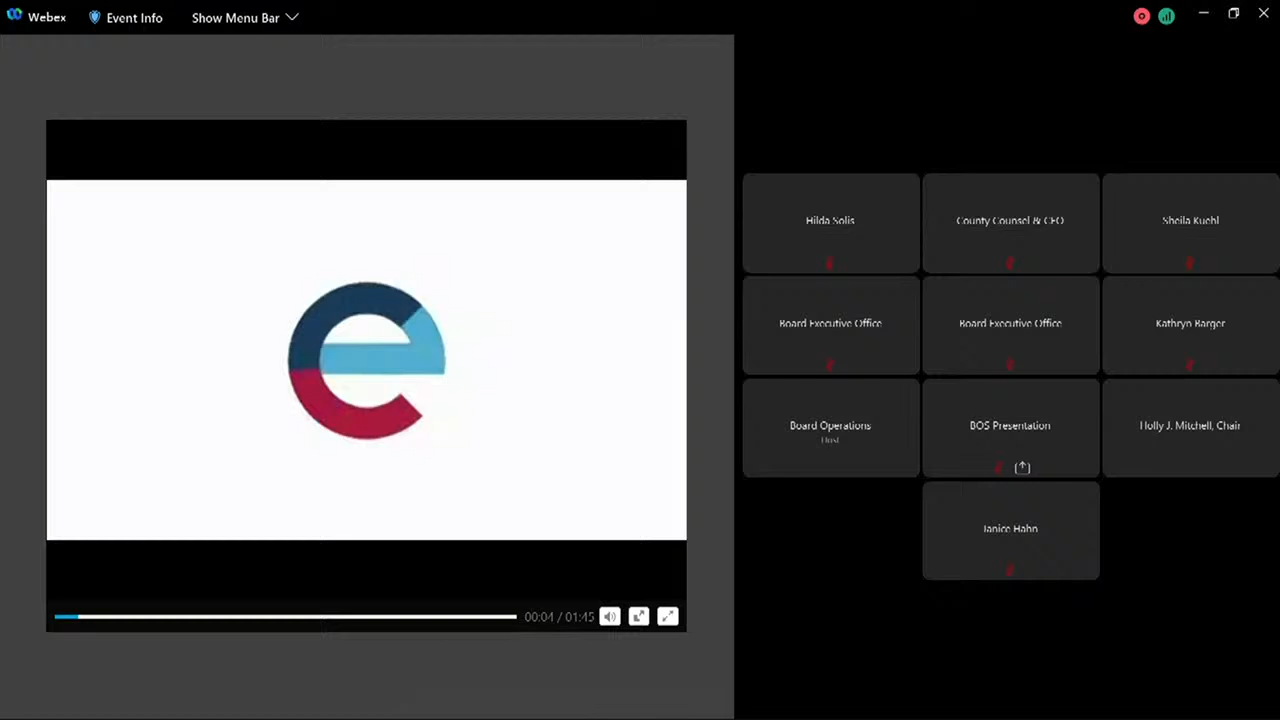 Webex
Event Info
Show Menu Bar
e
00:04 / 01:45
Hilda Solis
County Counsel & CEO
Sheila Kuehl
Board Executive Office
Board Executive Office
Kathryn Barger
Board Operations
Host
BOS Presentation
Holly J. Mitchell, Chair
Janice Hahn